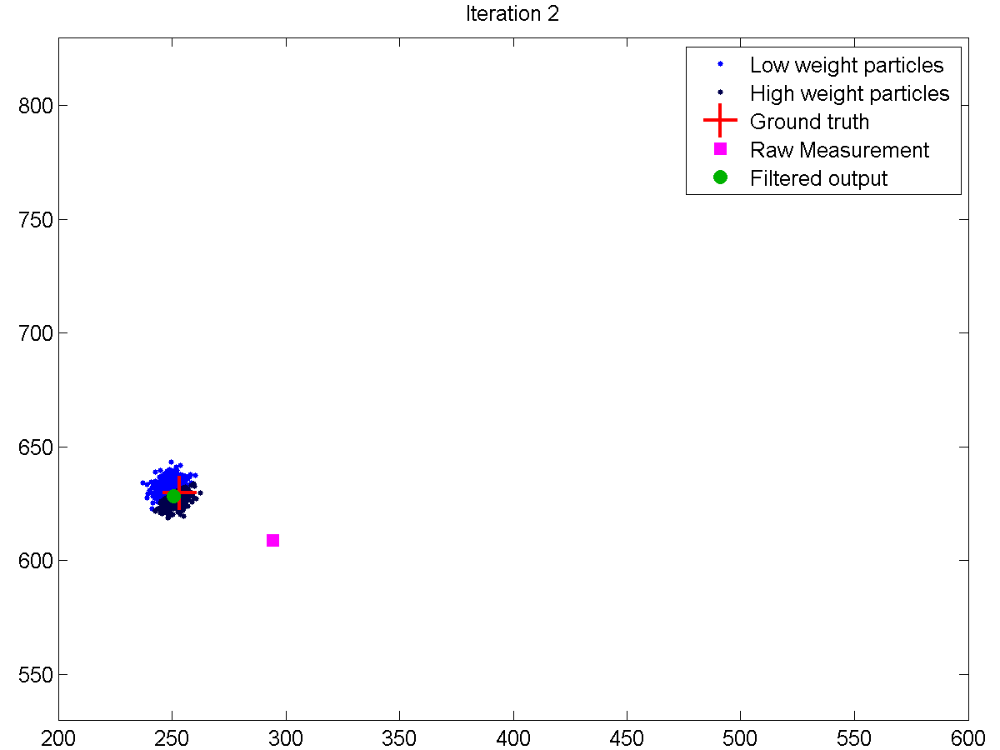 Iteration 2
Low weight particles
High weight particles
Ground truth
Raw Measurement
Filtered output
800
750
700
650
600
550
200 250 300 350 400 450 500 550 600